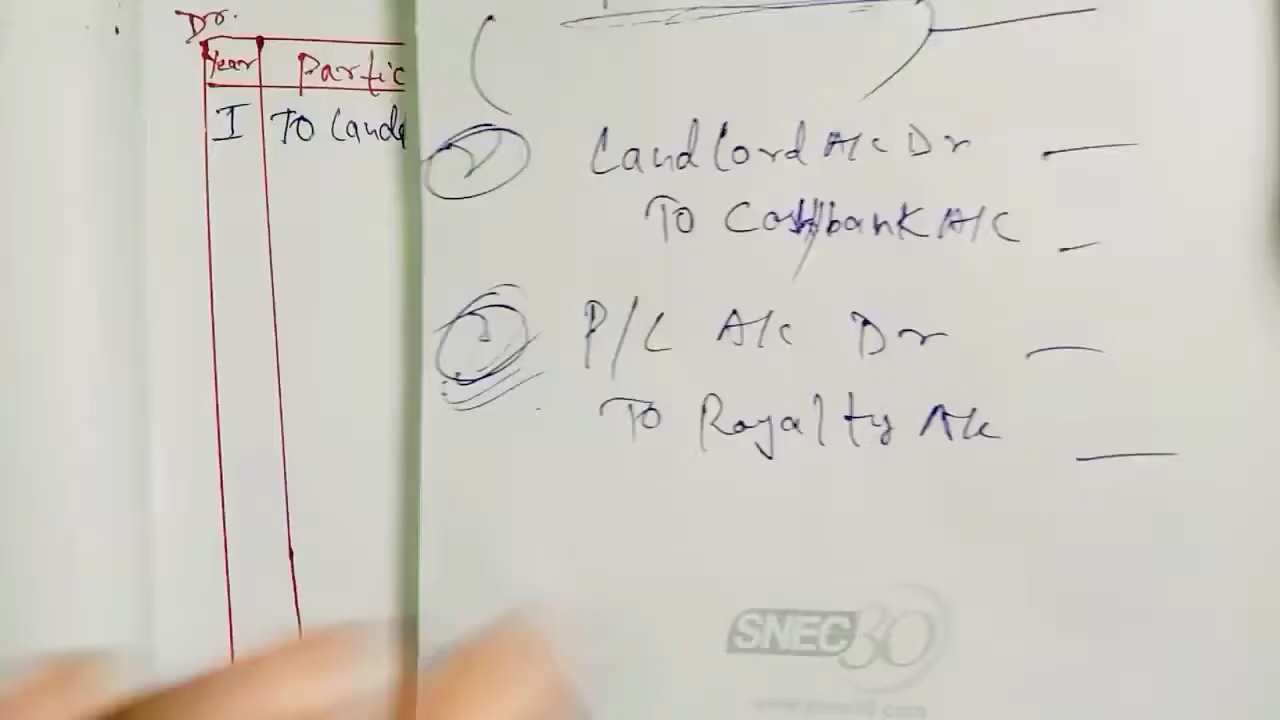 Dr.
Year Partic
I To Landl
Landlord A/c Dr
To Cash/bank A/C
P/L A/c Dr
To Royalty A/c
SNEC30